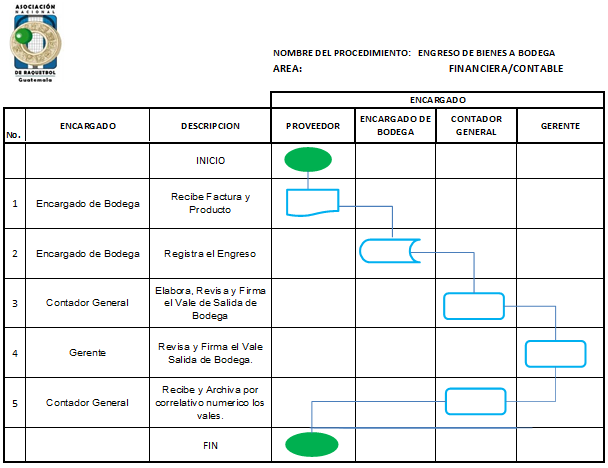 ASOCIACIÓN
NACIONAL
DE RAQUETBOL
Guatemala
NOMBRE DEL PROCEDIMIENTO: ENGRESO DE BIENES A BODEGA
AREA: FINANCIERA/CONTABLE
ENCARGADO
No. ENCARGADO DESCRIPCION PROVEEDOR ENCARGADO DE BODEGA CONTADOR GENERAL GERENTE
INICIO
1 Encargado de Bodega Recibe Factura y
Producto
2 Encargado de Bodega Registra el Engreso
3 Contador General Elabora, Revisa y Firma
el Vale de Salida de
Bodega
4 Gerente Revisa y Firma el Vale
Salida de Bodega.
5 Contador General Recibe y Archiva por
correlativo numerico los
vales.
FIN